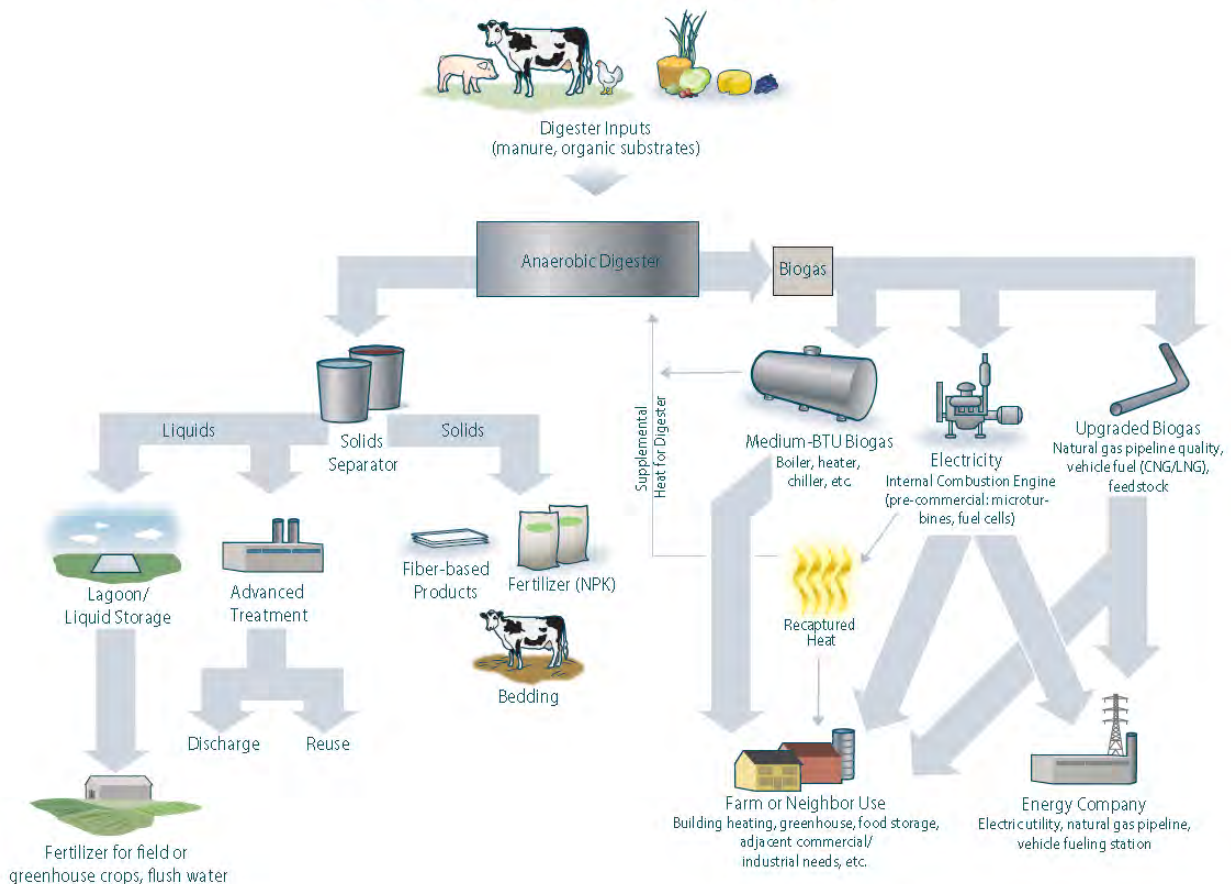 Digester Inputs
(manure, organic substrates)
Anaerobic Digester
Biogas
Liquids
Solids
Solids
Separator
Supplemental
Heat for Digester
Medium-BTU Biogas
Boiler, heater,
chiller, etc.
Electricity
Internal Combustion Engine
(pre-commercial: microtur-
bines, fuel cells)
Upgraded Biogas
Natural gas pipeline quality,
vehicle fuel (CNG/LNG),
feedstock
Lagoon/
Liquid Storage
Advanced
Treatment
Fiber-based
Products
Fertilizer (NPK)
Bedding
Recaptured
Heat
Discharge
Reuse
Fertilizer for field or
greenhouse crops, flush water
Farm or Neighbor Use
Building heating, greenhouse, food storage,
adjacent commercial/
industrial needs, etc.
Energy Company
Electric utility, natural gas pipeline,
vehicle fueling station